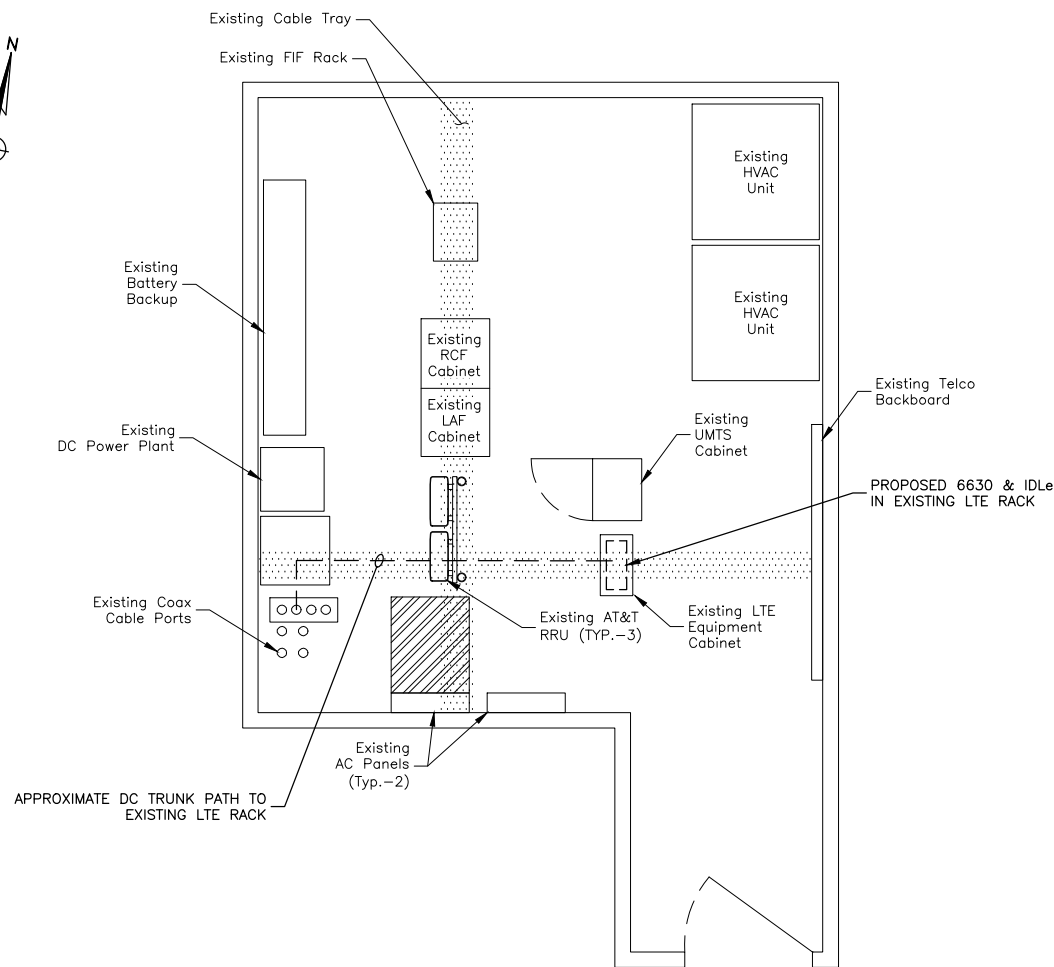 N
Existing Cable Tray
Existing FIF Rack
Existing
HVAC
Unit
Existing
HVAC
Unit
Existing
Battery
Backup
Existing
RCF
Cabinet
Existing
LAF
Cabinet
Existing Telco
Backboard
Existing
UMTS
Cabinet
Existing
DC Power Plant
PROPOSED 6630 & IDLe
IN EXISTING LTE RACK
Existing Coax
Cable Ports
Existing AT&T
RRU (TYP.-3)
Existing LTE
Equipment
Cabinet
Existing
AC Panels
(Typ.-2)
APPROXIMATE DC TRUNK PATH TO
EXISTING LTE RACK